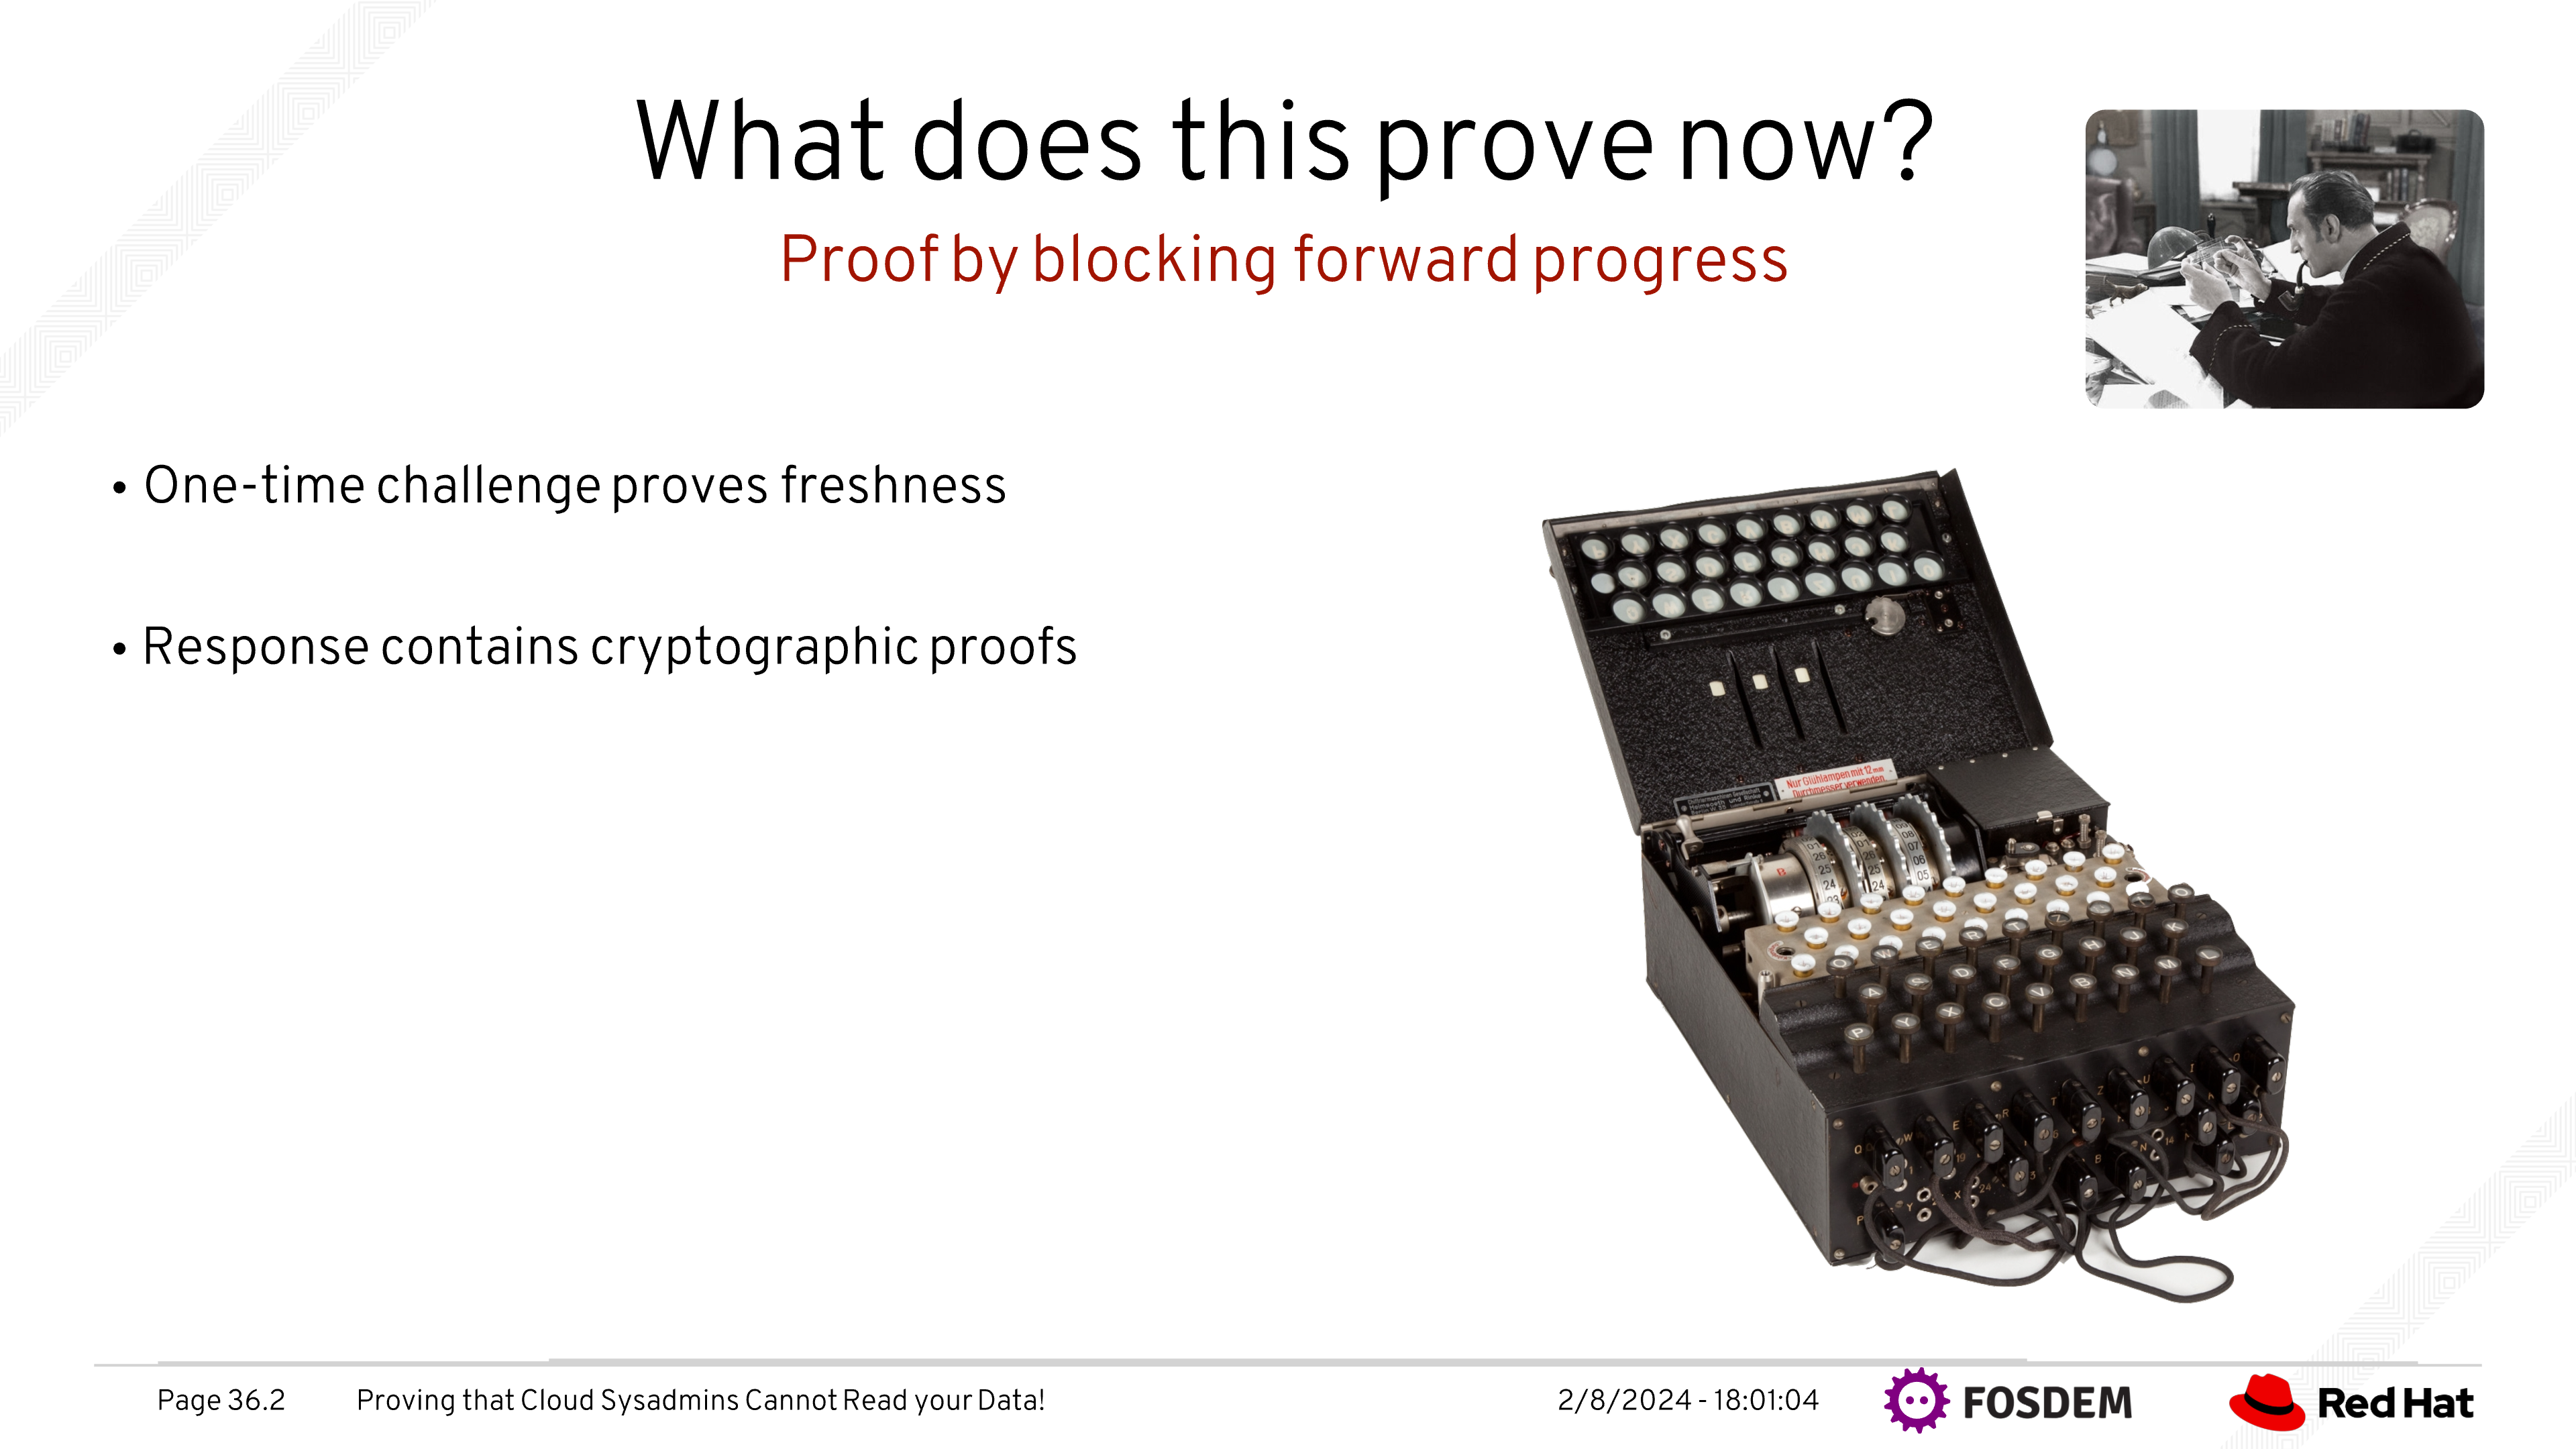 What does this prove now?
Proof by blocking forward progress
• One-time challenge proves freshness
• Response contains cryptographic proofs
Nur Glühlampen mit 12 mm
Durchmesser verwenden
Page 36.2
Proving that Cloud Sysadmins Cannot Read your Data!
2/8/2024 - 18:01:04
FOSDEM
Red Hat